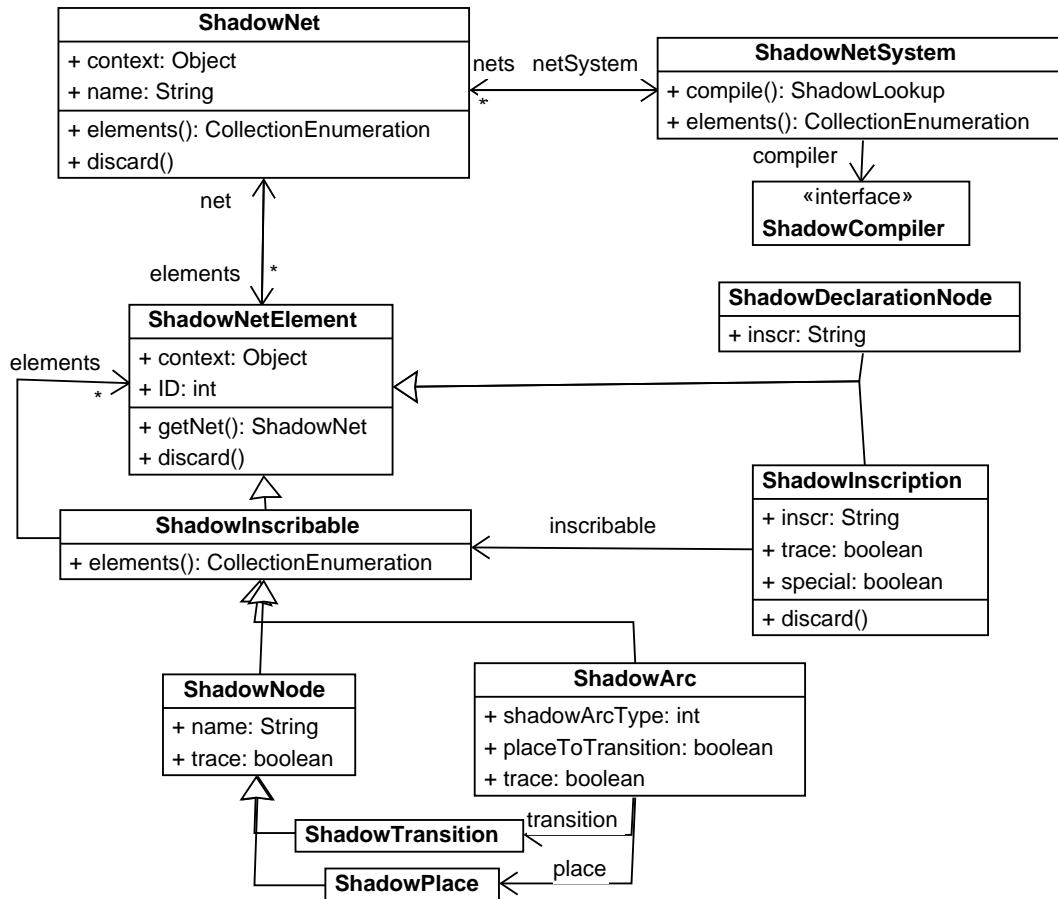 ShadowNet
+ context: Object
+ name: String
+ elements(): CollectionEnumeration
+ discard()
nets
netSystem
*
ShadowNetSystem
+ compile(): ShadowLookup
+ elements(): CollectionEnumeration
compiler
«interface»
ShadowCompiler
net
elements
*
ShadowNetElement
+ context: Object
+ ID: int
+ getNet(): ShadowNet
+ discard()
elements
*
ShadowDeclarationNode
+ inscr: String
ShadowInscribable
+ elements(): CollectionEnumeration
inscribable
ShadowInscription
+ inscr: String
+ trace: boolean
+ special: boolean
+ discard()
ShadowNode
+ name: String
+ trace: boolean
ShadowArc
+ shadowArcType: int
+ placeToTransition: boolean
+ trace: boolean
transition
ShadowTransition
place
ShadowPlace